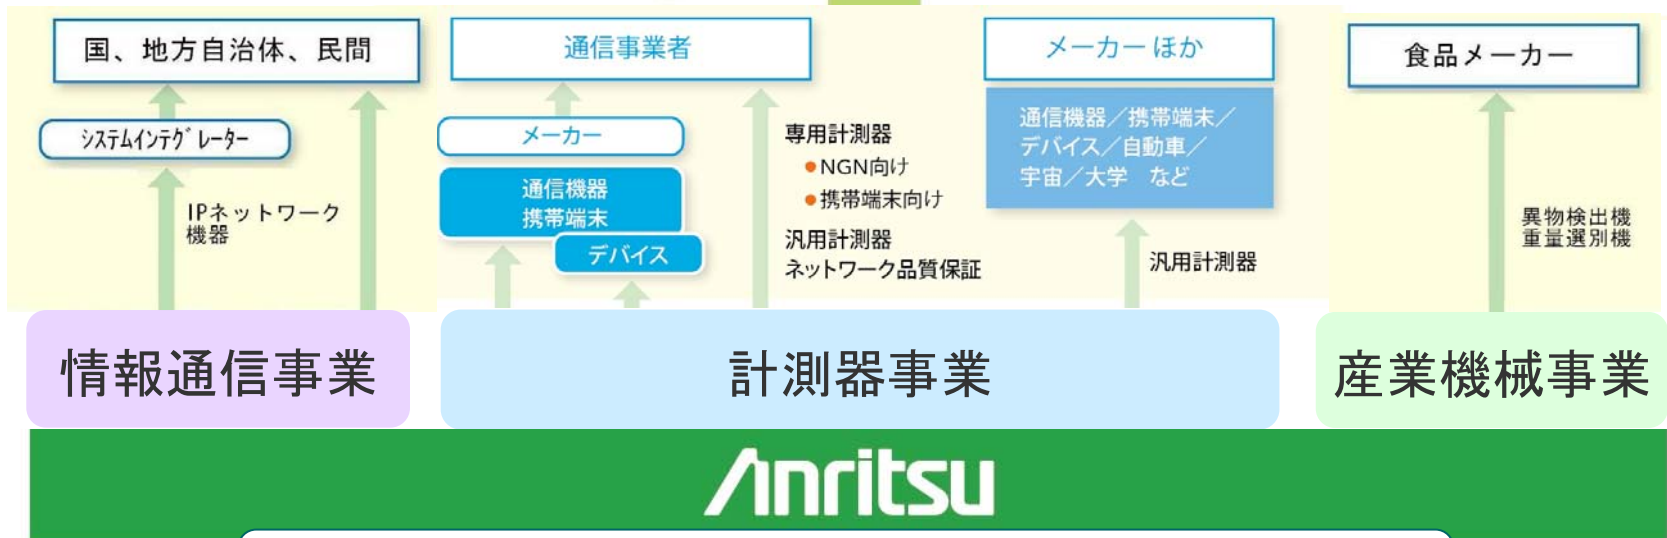 国、地方自治体、民間
システムインテグレーター
IPネットワーク
機器
情報通信事業
通信事業者
メーカー
通信機器
携帯端末
デバイス
専用計測器
●NGN向け
●携帯端末向け
汎用計測器
ネットワーク品質保証
メーカー ほか
通信機器／携帯端末／
デバイス／自動車／
宇宙／大学　など
汎用計測器
計測器事業
食品メーカー
異物検出機
重量選別機
産業機械事業
Anritsu